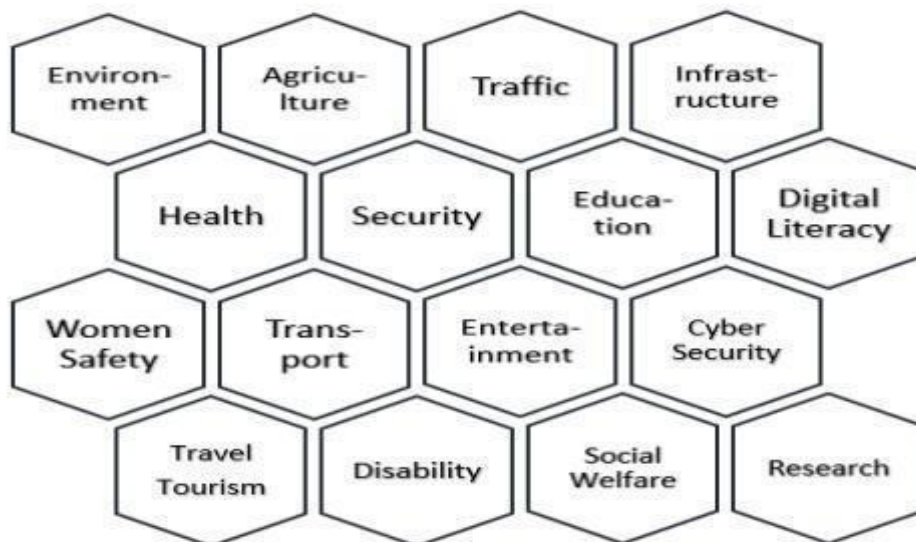 Environ-
ment
Agricu-
lture
Traffic
Infrast-
ructure
Health
Security
Educa-
tion
Digital
Literacy
Women
Safety
Trans-
port
Enterta-
inment
Cyber
Security
Travel
Tourism
Disability
Social
Welfare
Research